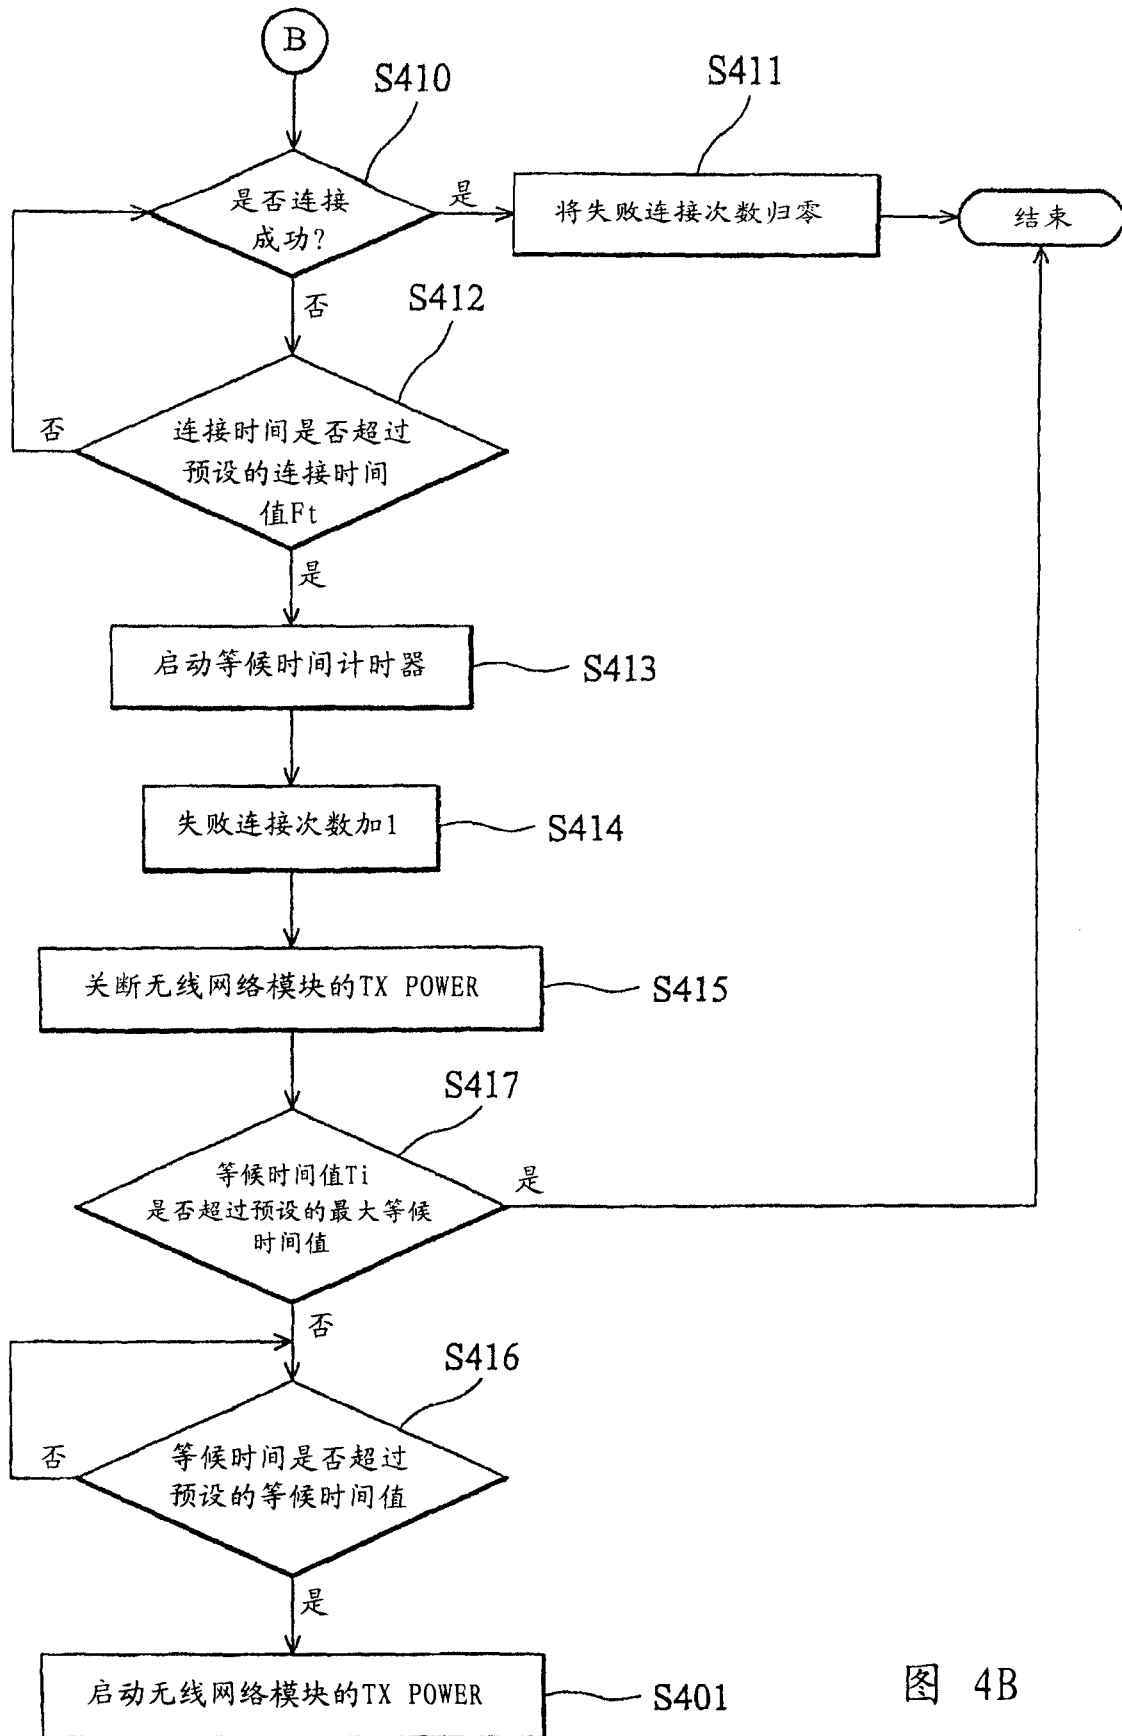 B
S410
S411
是否连接
成功?
是
将失败连接次数归零
结束
否
S412
连接时间是否超过
预设的连接时间
值Ft
否
是
启动等候时间计时器
S413
失败连接次数加1
S414
关断无线网络模块的TX POWER
S415
S417
等候时间值Ti
是否超过预设的最大等候
时间值
是
否
S416
等候时间是否超过
预设的等候时间值
否
是
启动无线网络模块的TX POWER
S401
图 4B